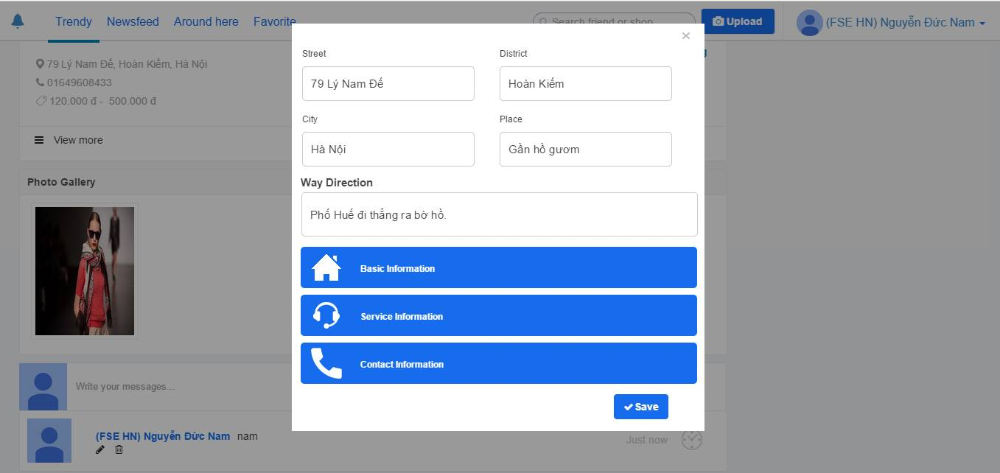 Trendy Newsfeed Around here Favorite Search friend or shop Upload (FSE HN) Nguyễn Đức Nam
79 Lý Nam Đế, Hoàn Kiếm, Hà Nội
01649608433
120.000 đ - 500.000 đ
View more
Photo Gallery
Write your messages...
(FSE HN) Nguyễn Đức Nam nam
Just now
×
Street District
79 Lý Nam Đế Hoàn Kiếm
City Place
Hà Nội Gần hồ gươm
Way Direction
Phố Huế đi thẳng ra bờ hồ.
Basic Information
Service Information
Contact Information
Save